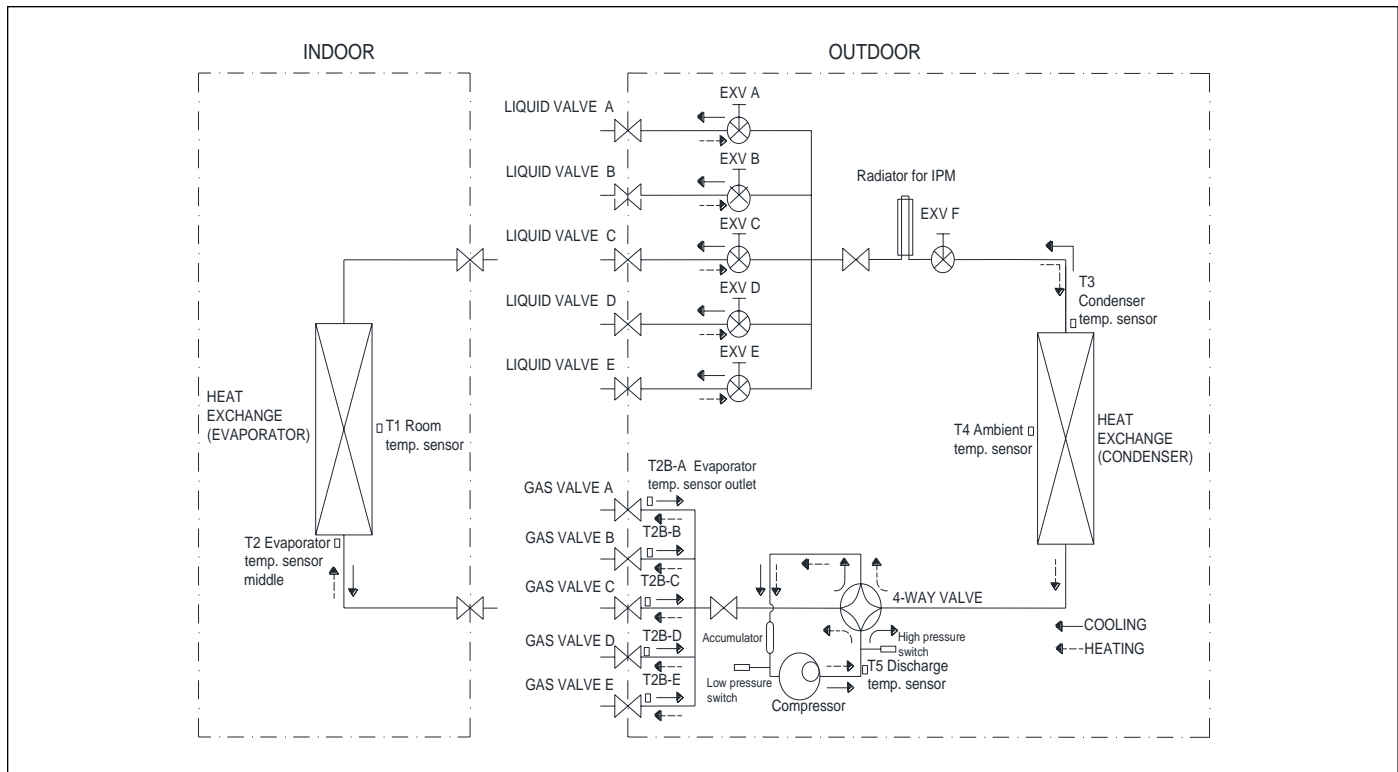 INDOOR
OUTDOOR
LIQUID VALVE  A
EXV A
LIQUID VALVE  B
EXV B
LIQUID VALVE  C
EXV C
LIQUID VALVE  D
EXV D
LIQUID VALVE  E
EXV E
Radiator for IPM
EXV F
T3
Condenser
temp. sensor
HEAT
EXCHANGE
(EVAPORATOR)
T1 Room
temp. sensor
T4 Ambient
temp. sensor
HEAT
EXCHANGE
(CONDENSER)
T2 Evaporator
temp. sensor
middle
GAS VALVE A
T2B-A  Evaporator
temp. sensor outlet
GAS VALVE B
T2B-B
GAS VALVE C
T2B-C
GAS VALVE D
T2B-D
GAS VALVE E
T2B-E
4-WAY VALVE
Accumulator
High pressure
switch
Low pressure
switch
T5 Discharge
temp. sensor
Compressor
COOLING
HEATING